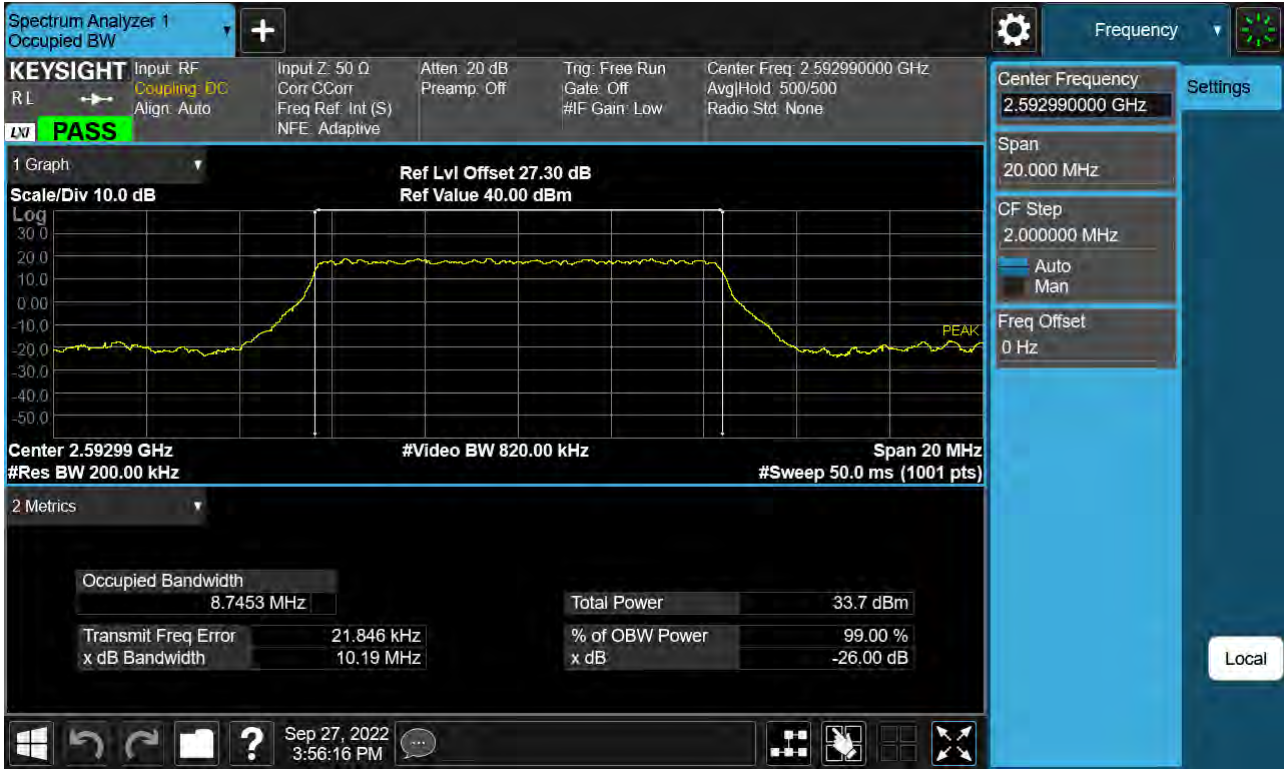 Spectrum Analyzer 1
Occupied BW
Frequency
KEYSIGHT
RL
LXI PASS
Input: RF
Coupling: DC
Align: Auto
Input Z: 50 Ω
Corr CCorr
Freq Ref: Int (S)
NFE: Adaptive
Atten: 20 dB
Preamp: Off
Trig: Free Run
Gate: Off
#IF Gain: Low
Center Freq: 2.592990000 GHz
Avg|Hold: 500/500
Radio Std: None
Center Frequency
2.592990000 GHz
Settings
Span
20.000 MHz
CF Step
2.000000 MHz
Auto
Man
Freq Offset
0 Hz
Local
1 Graph
Scale/Div 10.0 dB
Ref Lvl Offset 27.30 dB
Ref Value 40.00 dBm
Log
30.0
20.0
10.0
0.00
-10.0
-20.0
-30.0
-40.0
-50.0
PEAK
Center 2.59299 GHz
#Video BW 820.00 kHz
Span 20 MHz
#Res BW 200.00 kHz
#Sweep 50.0 ms (1001 pts)
2 Metrics
Occupied Bandwidth
8.7453 MHz
Total Power 33.7 dBm
Transmit Freq Error 21.846 kHz
% of OBW Power 99.00 %
x dB Bandwidth 10.19 MHz
x dB -26.00 dB
?
Sep 27, 2022
3:56:16 PM